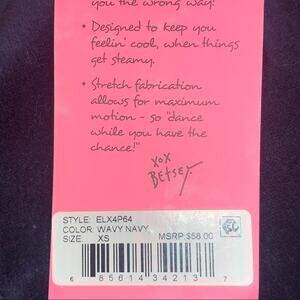 you the wrong way!
• Designed to keep you
feelin' cool, when things
get steamy.
• Stretch fabrication
allows for maximum
motion - so "dance
while you have the
chance!"
xox
Betsey
STYLE: ELX4P64
COLOR: WAVY NAVY
SIZE XS MSRP:$58.00
6 85614 34213 7